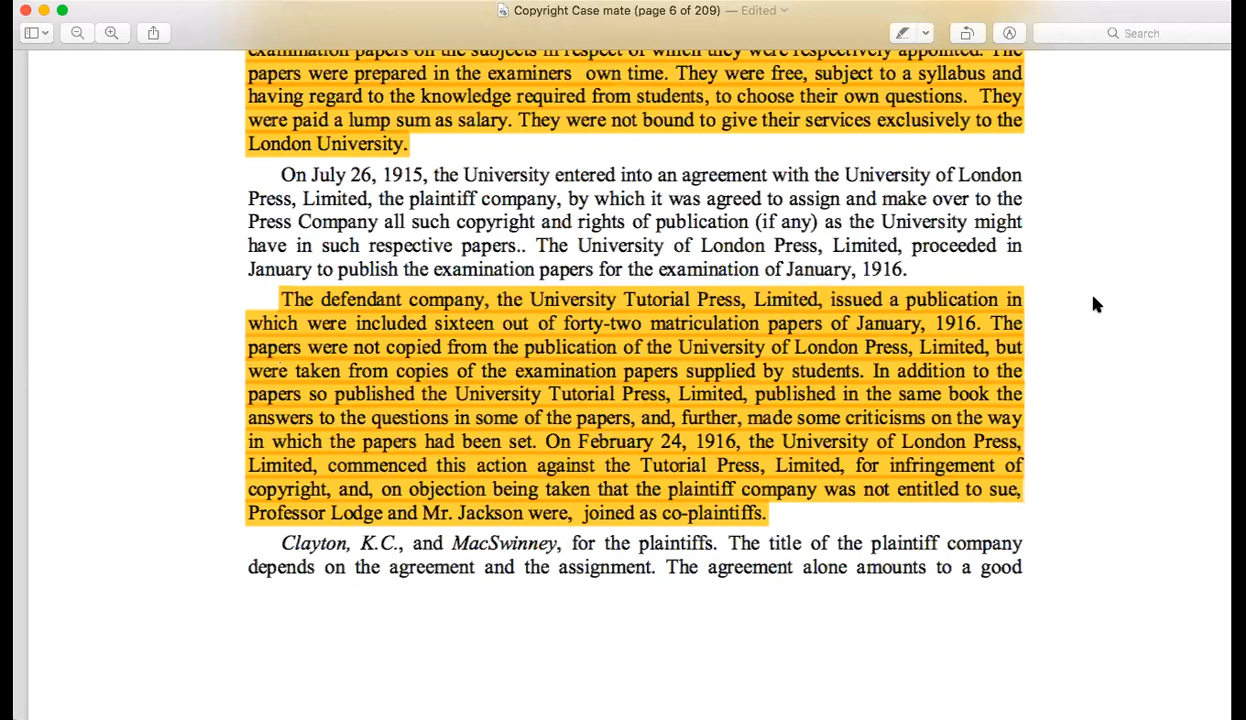 Copyright Case mate (page 6 of 209) — Edited
Search
examination papers on the subjects in respect of which they were respectively appointed. The
papers were prepared in the examiners own time. They were free, subject to a syllabus and
having regard to the knowledge required from students, to choose their own questions. They
were paid a lump sum as salary. They were not bound to give their services exclusively to the
London University.
On July 26, 1915, the University entered into an agreement with the University of London
Press, Limited, the plaintiff company, by which it was agreed to assign and make over to the
Press Company all such copyright and rights of publication (if any) as the University might
have in such respective papers.. The University of London Press, Limited, proceeded in
January to publish the examination papers for the examination of January, 1916.
The defendant company, the University Tutorial Press, Limited, issued a publication in
which were included sixteen out of forty-two matriculation papers of January, 1916. The
papers were not copied from the publication of the University of London Press, Limited, but
were taken from copies of the examination papers supplied by students. In addition to the
papers so published the University Tutorial Press, Limited, published in the same book the
answers to the questions in some of the papers, and, further, made some criticisms on the way
in which the papers had been set. On February 24, 1916, the University of London Press,
Limited, commenced this action against the Tutorial Press, Limited, for infringement of
copyright, and, on objection being taken that the plaintiff company was not entitled to sue,
Professor Lodge and Mr. Jackson were, joined as co-plaintiffs.
Clayton, K.C., and MacSwinney, for the plaintiffs. The title of the plaintiff company
depends on the agreement and the assignment. The agreement alone amounts to a good